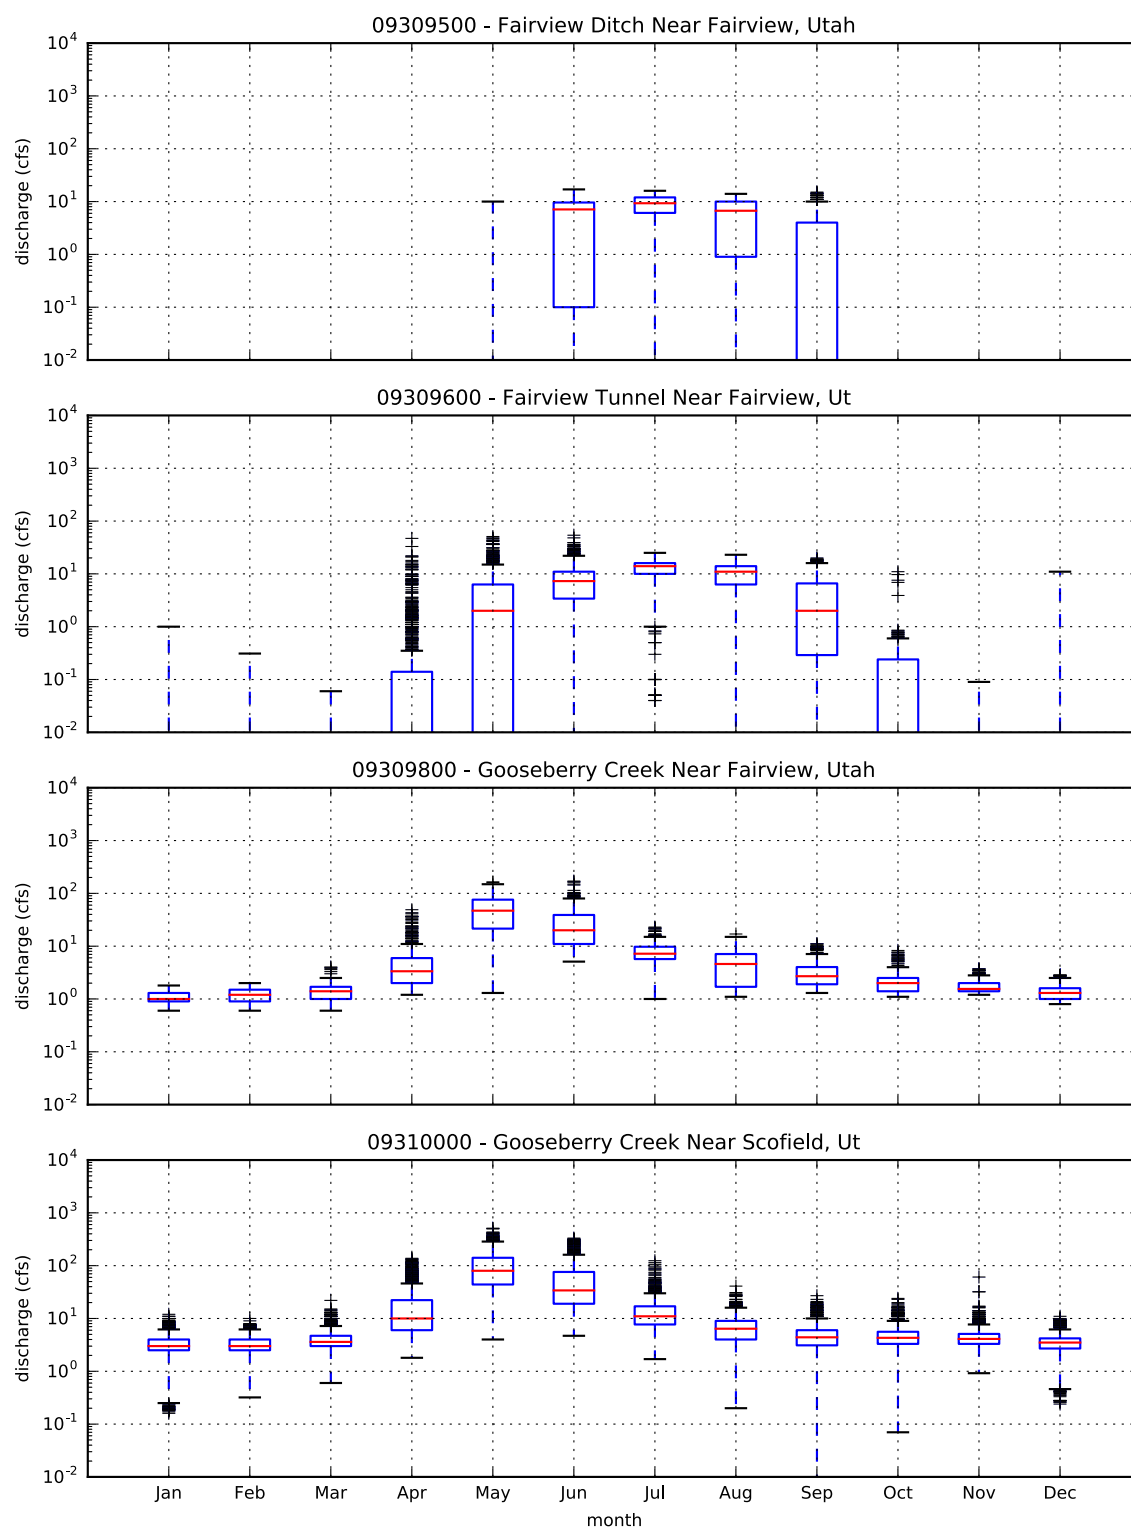 09309500 - Fairview Ditch Near Fairview, Utah
10^4
10^3
10^2
10^1
10^0
10^-1
10^-2
discharge (cfs)
09309600 - Fairview Tunnel Near Fairview, Ut
10^4
10^3
10^2
10^1
10^0
10^-1
10^-2
discharge (cfs)
09309800 - Gooseberry Creek Near Fairview, Utah
10^4
10^3
10^2
10^1
10^0
10^-1
10^-2
discharge (cfs)
09310000 - Gooseberry Creek Near Scofield, Ut
10^4
10^3
10^2
10^1
10^0
10^-1
10^-2
discharge (cfs)
Jan Feb Mar Apr May Jun Jul Aug Sep Oct Nov Dec
month